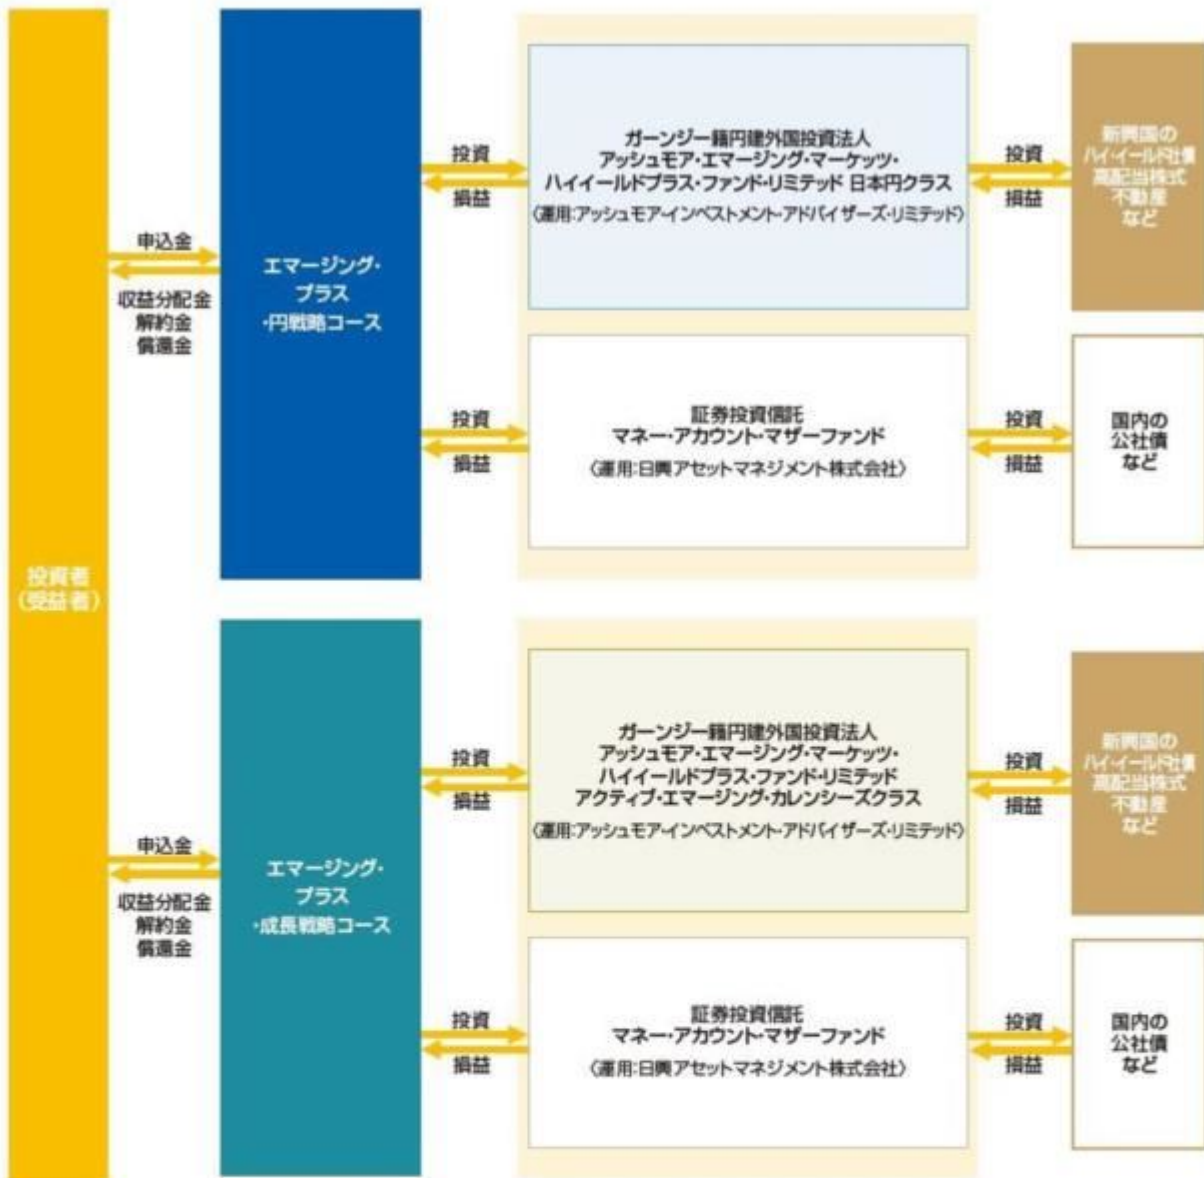 投資者
(受益者)
申込金
収益分配金
解約金
償還金
エマージング・
プラス
・円戦略コース
投資
損益
ガーンジー籍円建外国投資法人
アッシュモア・エマージング・マーケッツ・
ハイイールドプラス・ファンド・リミテッド 日本円クラス
〈運用:アッシュモア・インベストメント・アドバイザーズ・リミテッド〉
投資
損益
新興国の
ハイ・イールド社債
高配当株式
不動産
など
投資
損益
証券投資信託
マネー・アカウント・マザーファンド
〈運用:日興アセットマネジメント株式会社〉
投資
損益
国内の
公社債
など
申込金
収益分配金
解約金
償還金
エマージング・
プラス
・成長戦略コース
投資
損益
ガーンジー籍円建外国投資法人
アッシュモア・エマージング・マーケッツ・
ハイイールドプラス・ファンド・リミテッド
アクティブ・エマージング・カレンシーズクラス
〈運用:アッシュモア・インベストメント・アドバイザーズ・リミテッド〉
投資
損益
新興国の
ハイ・イールド社債
高配当株式
不動産
など
投資
損益
証券投資信託
マネー・アカウント・マザーファンド
〈運用:日興アセットマネジメント株式会社〉
投資
損益
国内の
公社債
など